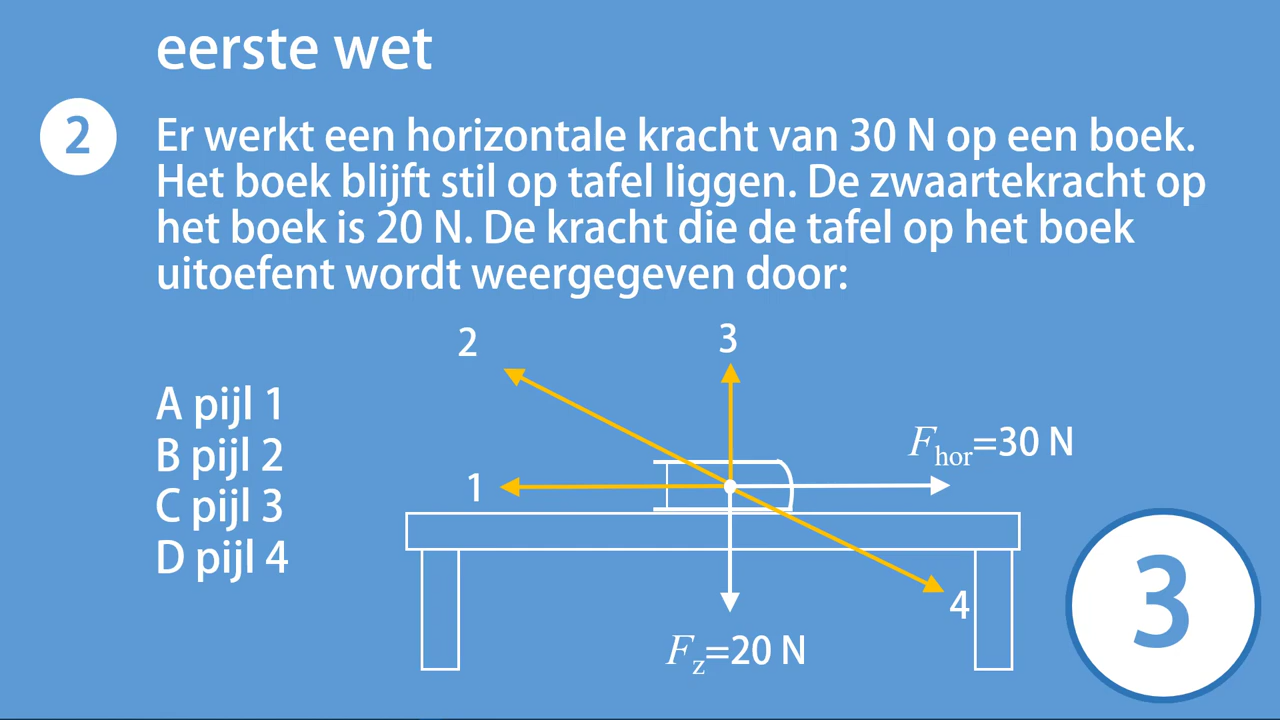 eerste wet
2
Er werkt een horizontale kracht van 30 N op een boek.
Het boek blijft stil op tafel liggen. De zwaartekracht op
het boek is 20 N. De kracht die de tafel op het boek
uitoefent wordt weergegeven door:
A pijl 1
B pijl 2
C pijl 3
D pijl 4
2
3
Fhor=30 N
1
4
Fz=20 N
3